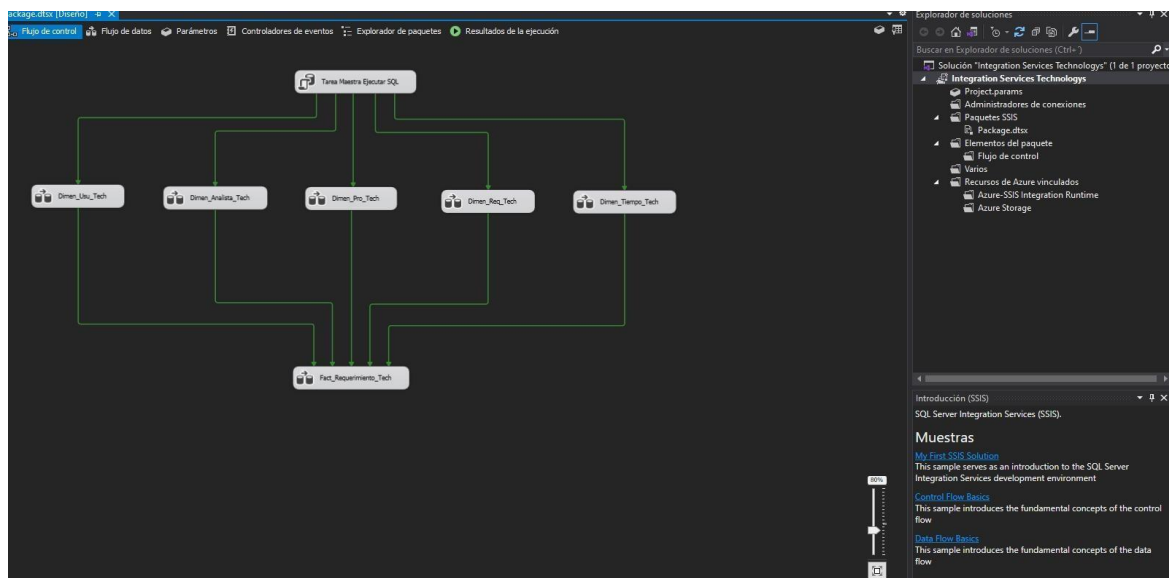 Package.dtsx [Diseño]
Flujo de control Flujo de datos Parámetros Controladores de eventos Explorador de paquetes Resultados de la ejecución
Tarea Maestra Ejecutar SQL
Dimen_Usu_Tech
Dimen_Analista_Tech
Dimen_Pro_Tech
Dimen_Req_Tech
Dimen_Tiempo_Tech
Fact_Requerimiento_Tech
80%
Explorador de soluciones
Buscar en Explorador de soluciones (Ctrl+)
Solución "Integration Services Technologys" (1 de 1 proyecto
Integration Services Technologys
Project.params
Administradores de conexiones
Paquetes SSIS
Package.dtsx
Elementos del paquete
Flujo de control
Varios
Recursos de Azure vinculados
Azure-SSIS Integration Runtime
Azure Storage
Introducción (SSIS)
SQL Server Integration Services (SSIS).
Muestras
My First SSIS Solution
This sample serves as an introduction to the SQL Server
Integration Services development environment
Control Flow Basics
This sample introduces the fundamental concepts of the control
flow
Data Flow Basics
This sample introduces the fundamental concepts of the data
flow